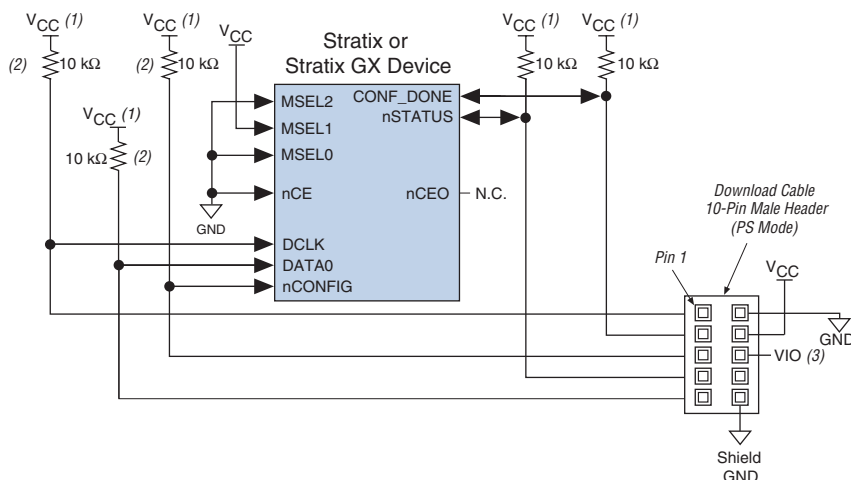 VCC (1)
VCC (1)
VCC
Stratix or
Stratix GX Device
VCC (1)
VCC (1)
(2) 10 kΩ
(2) 10 kΩ
10 kΩ
10 kΩ
VCC (1)
10 kΩ (2)
MSEL2
MSEL1
MSEL0
nCE
DCLK
DATA0
nCONFIG
CONF_DONE
nSTATUS
nCEO
N.C.
GND
Download Cable
10-Pin Male Header
(PS Mode)
Pin 1
VCC
GND
VIO (3)
Shield
GND